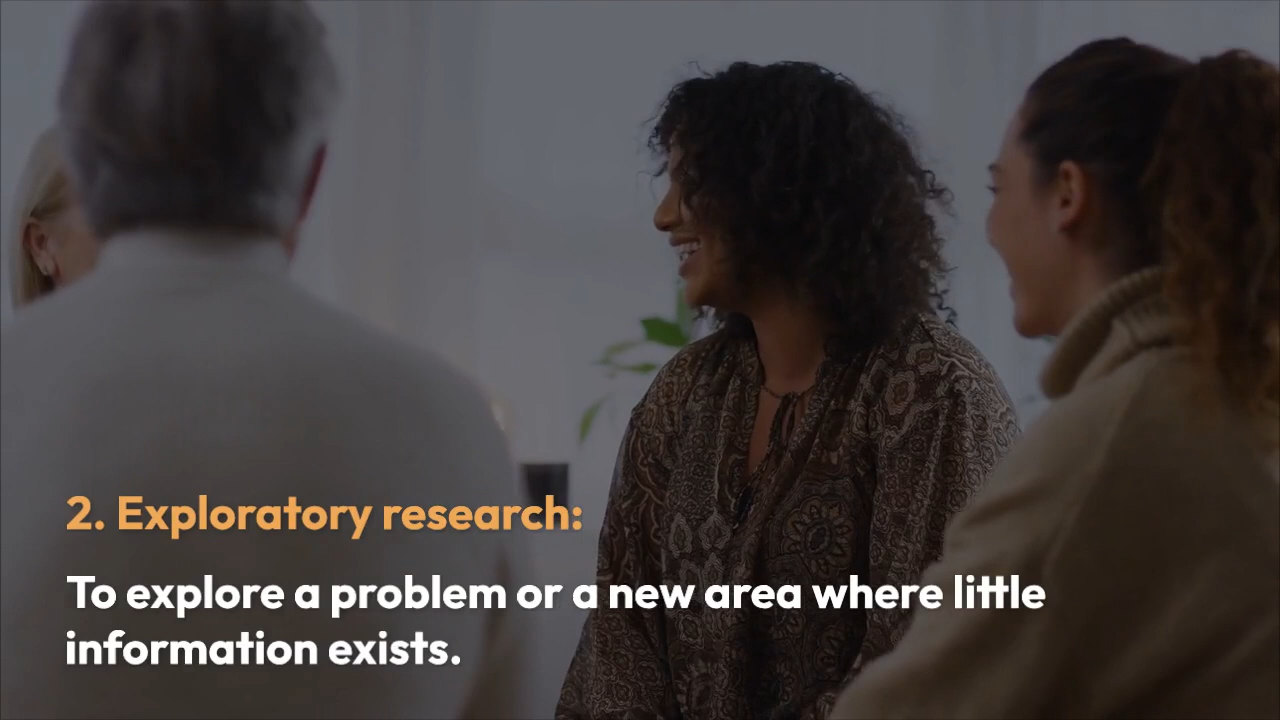 2. Exploratory research:
To explore a problem or a new area where little
information exists.